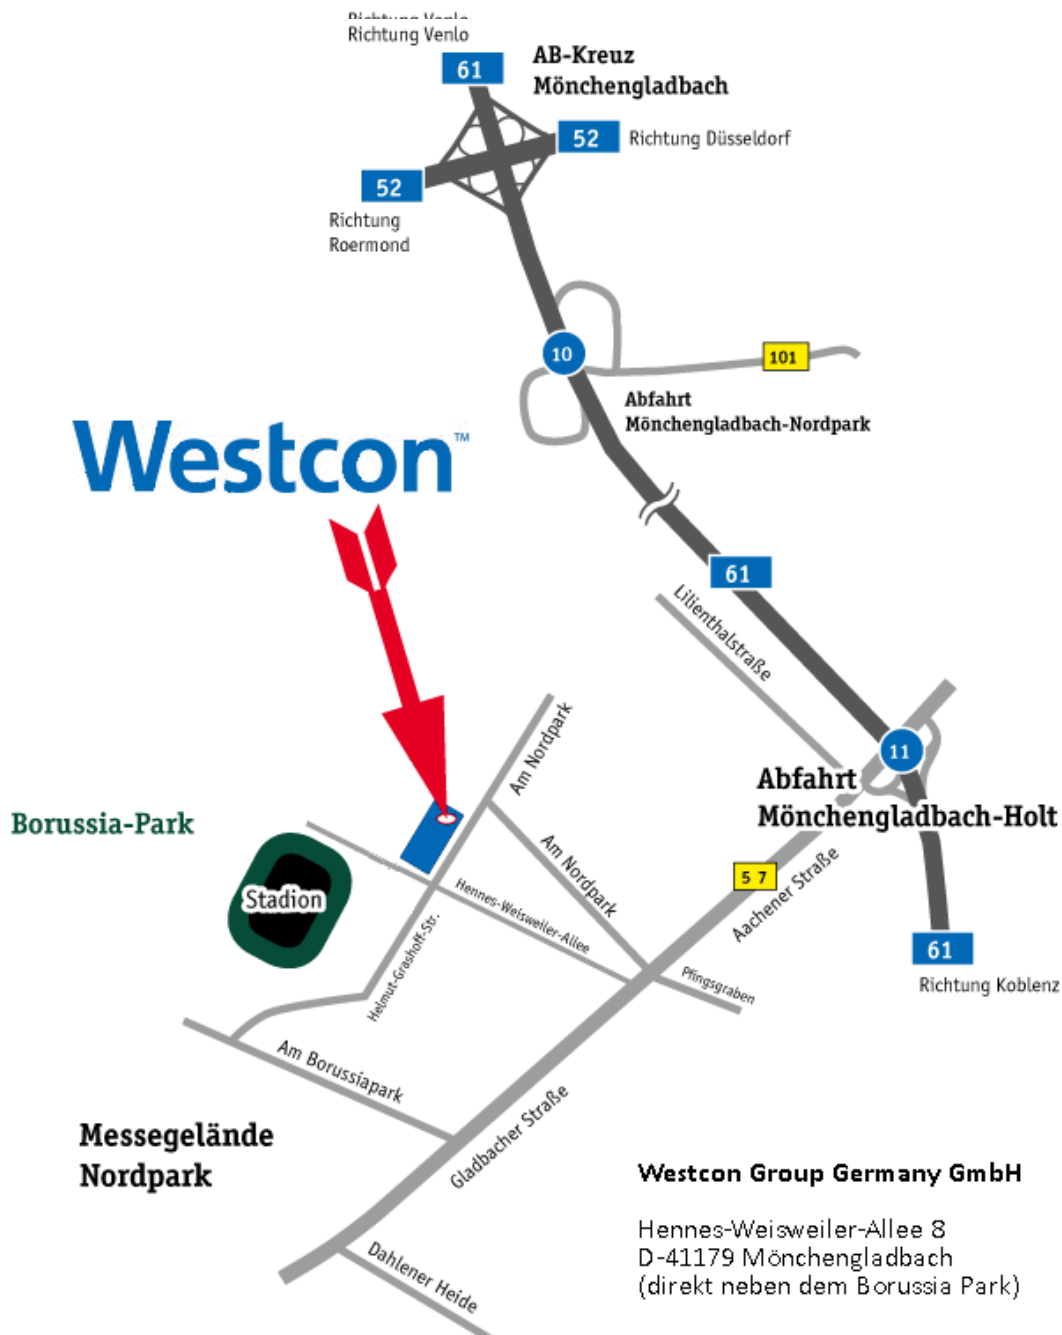 Richtung Venlo
Richtung Venlo
61
AB-Kreuz
Mönchengladbach
52
Richtung Düsseldorf
52
Richtung
Roermond
10
101
Abfahrt
Mönchengladbach-Nordpark
Westcon™
61
Lilienthalstraße
Am Nordpark
11
Abfahrt
Mönchengladbach-Holt
Borussia-Park
Am Nordpark
57
Aachener Straße
Stadion
Hennes-Weisweiler-Allee
Helmut-Grashoff-Str.
61
Richtung Koblenz
Pfingsgraben
Am Borussiapark
Gladbacher Straße
Messegelände
Nordpark
Dahlener Heide
Westcon Group Germany GmbH
Hennes-Weisweiler-Allee 8
D-41179 Mönchengladbach
(direkt neben dem Borussia Park)